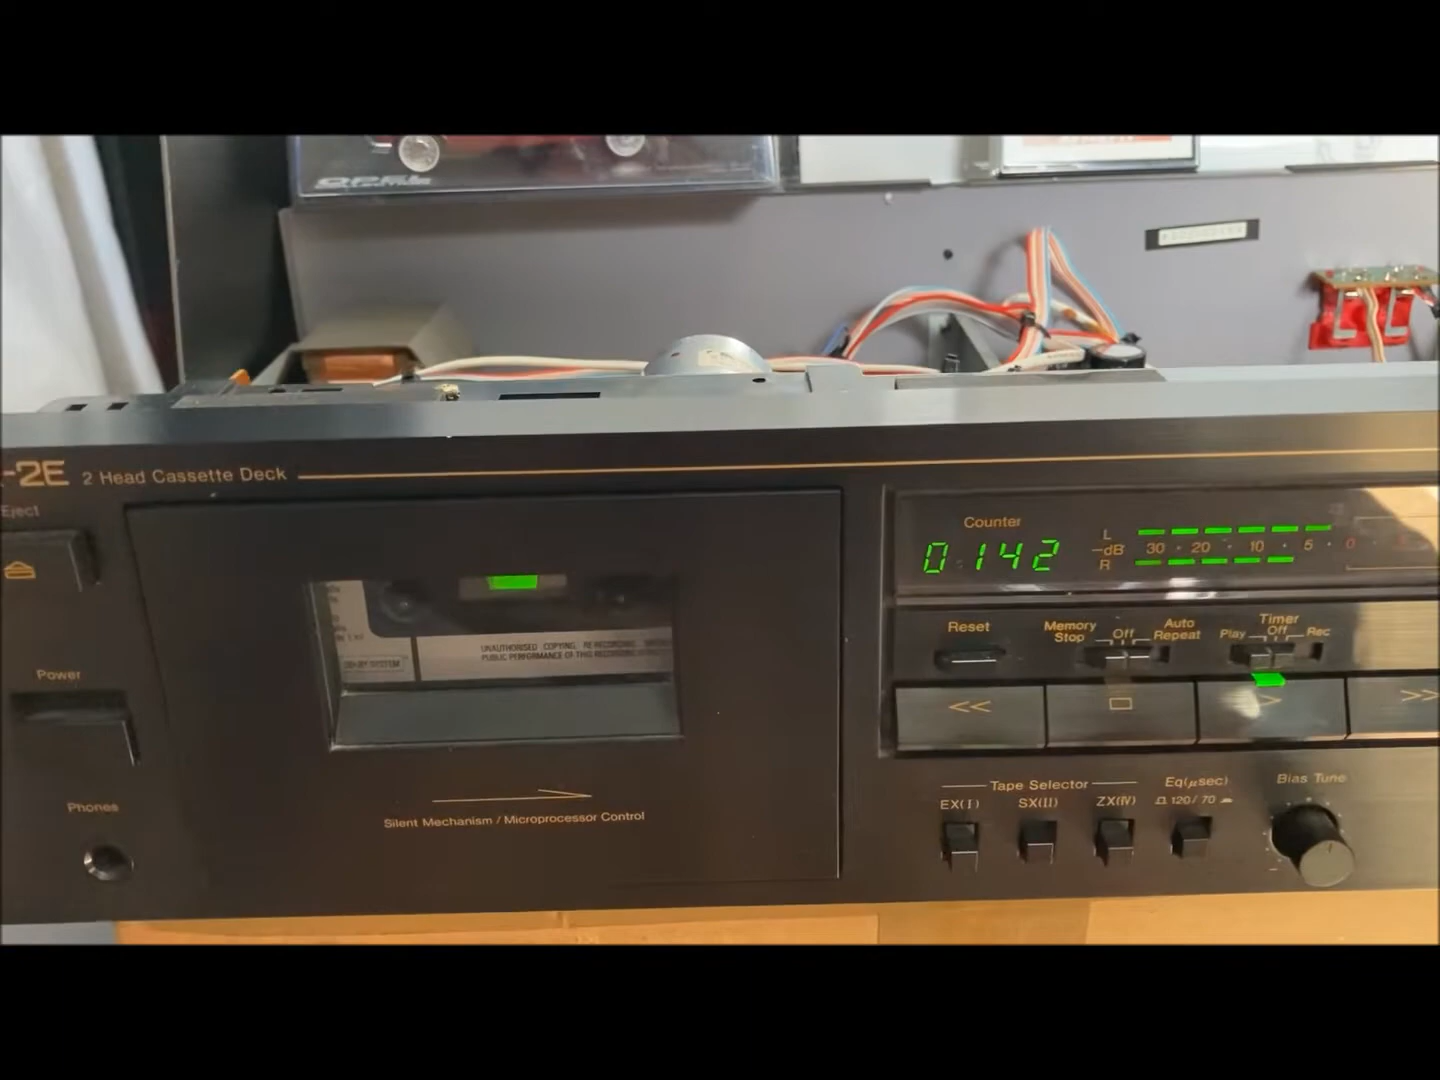 OPEL
-2E 2 Head Cassette Deck
Eject
Counter
0142
L
-dB 30 · 20 · 10 · 5 · 0
R
UNAUTHORISED COPYING,
PUBLIC PERFORMANCE OF THIS RECORDING
Reset
Memory Stop
Off
Auto Repeat
Timer
Play Off Rec
Power
<<
>
>>
Phones
Silent Mechanism / Microprocessor Control
Tape Selector
EX(I) SX(II) ZX(IV)
Eq(μsec)
120 / 70
Bias Tune